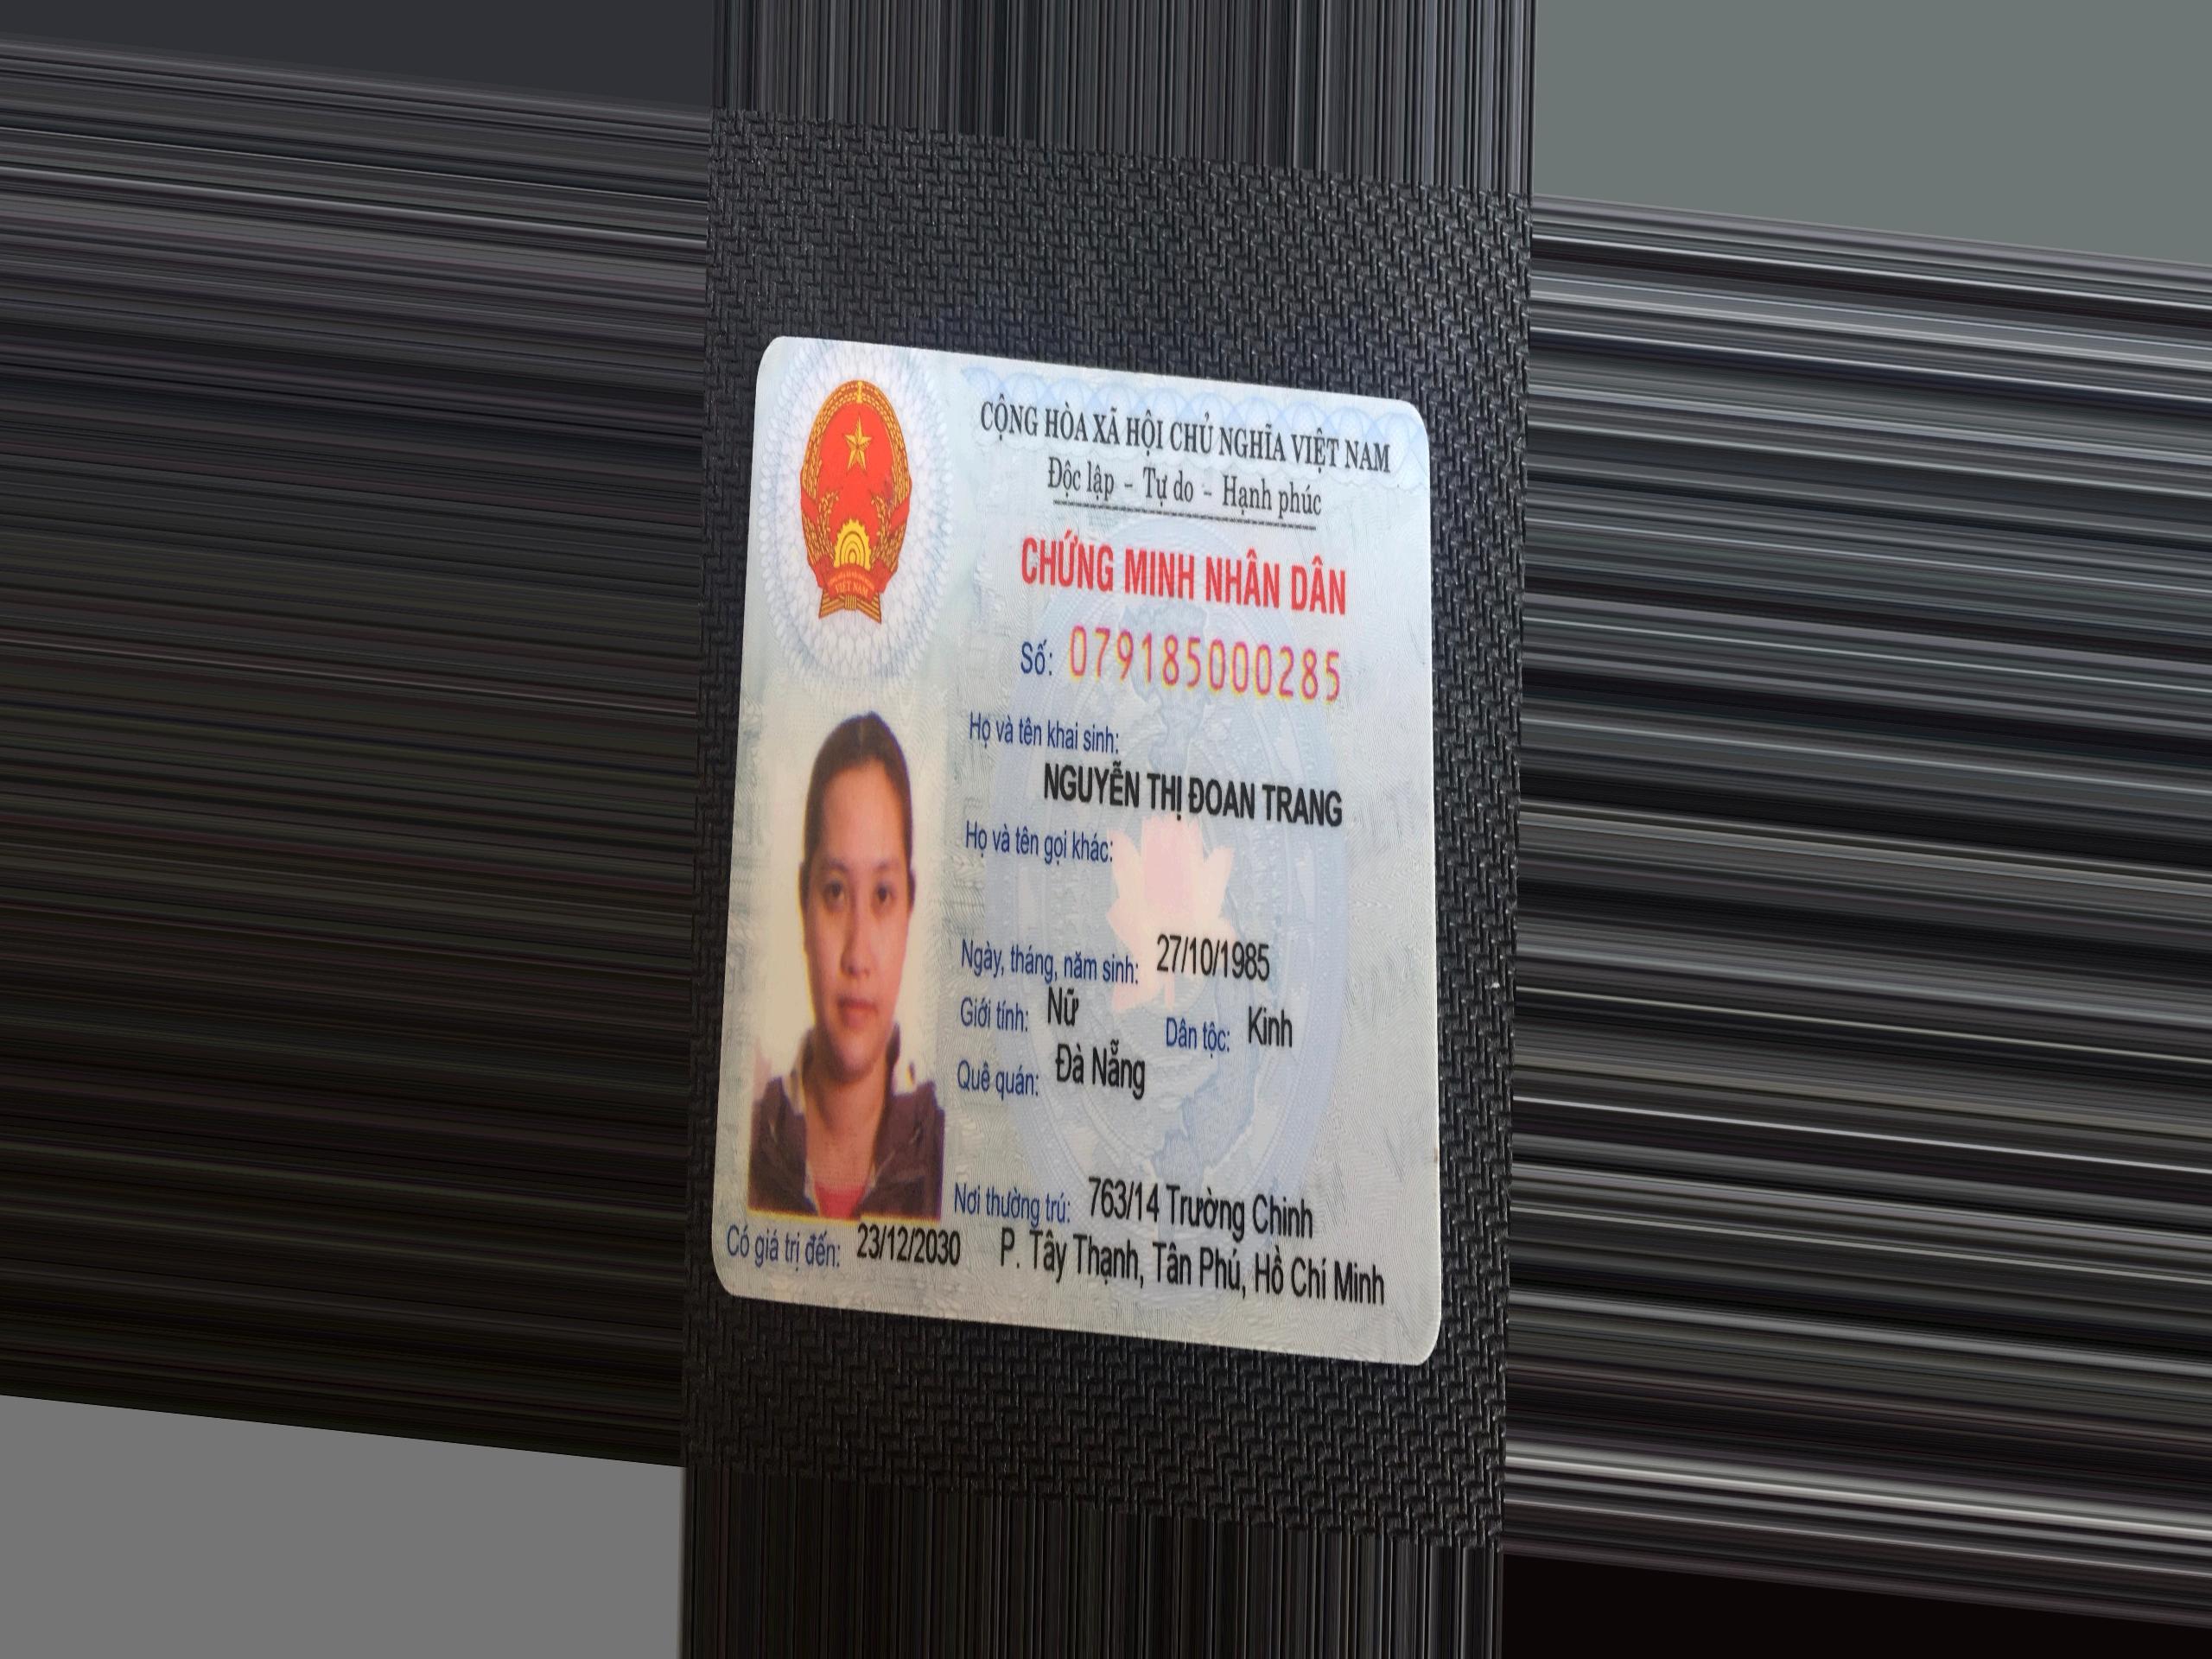 CỘNG HÒA XÃ HỘI CHỦ NGHĨA VIỆT NAM
Độc lập - Tự do - Hạnh phúc
CHỨNG MINH NHÂN DÂN
Số: 079185000285
Họ và tên khai sinh:
NGUYỄN THỊ ĐOAN TRANG
Họ và tên gọi khác:
Ngày, tháng, năm sinh: 27/10/1985
Giới tính: Nữ Dân tộc: Kinh
Quê quán: Đà Nẵng
Nơi thường trú: 763/14 Trường Chinh
P. Tây Thạnh, Tân Phú, Hồ Chí Minh
Có giá trị đến: 23/12/2030
VIỆT NAM